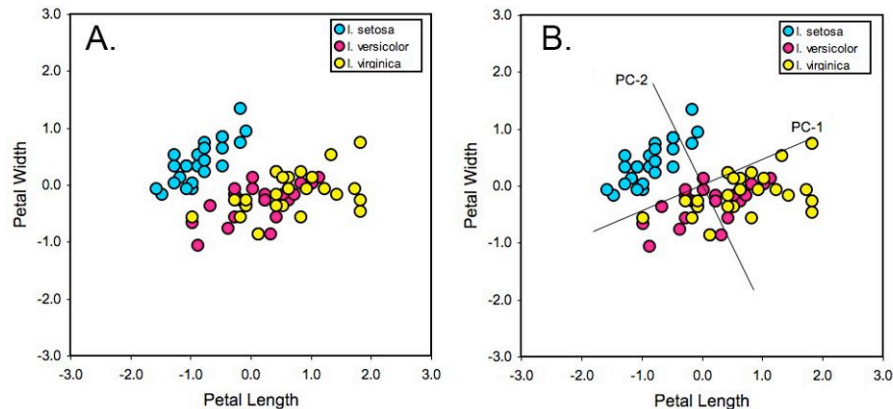 A.
I. setosa
I. versicolor
I. virginica
3.0
2.0
1.0
0.0
-1.0
-2.0
-3.0
-3.0
-2.0
-1.0
0.0
1.0
2.0
3.0
Petal Width
Petal Length
B.
I. setosa
I. versicolor
I. virginica
PC-2
PC-1
3.0
2.0
1.0
0.0
-1.0
-2.0
-3.0
-3.0
-2.0
-1.0
0.0
1.0
2.0
3.0
Petal Width
Petal Length